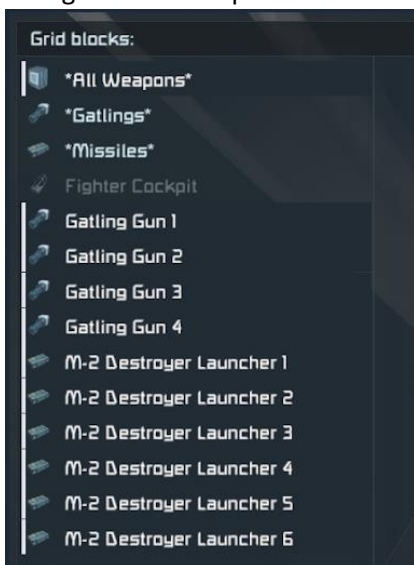 Grid blocks:
*All Weapons*
*Gatlings*
*Missiles*
Fighter Cockpit
Gatling Gun 1
Gatling Gun 2
Gatling Gun 3
Gatling Gun 4
M-2 Destroyer Launcher 1
M-2 Destroyer Launcher 2
M-2 Destroyer Launcher 3
M-2 Destroyer Launcher 4
M-2 Destroyer Launcher 5
M-2 Destroyer Launcher 6